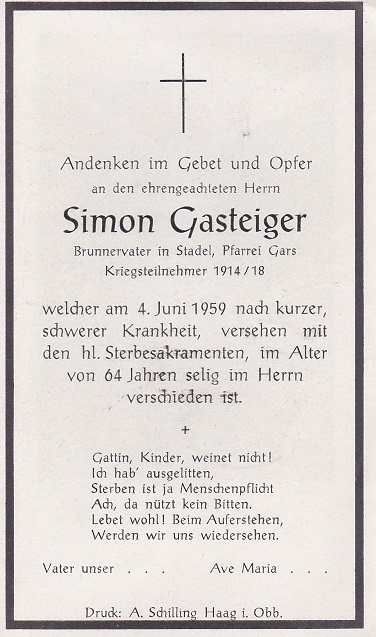 Andenken im Gebet und Opfer
an den ehrengeachteten Herrn
Simon Gasteiger
Brunnervater in Stadel, Pfarrei Gars
Kriegsteilnehmer 1914/18
welcher am 4. Juni 1959 nach kurzer,
schwerer Krankheit, versehen mit
den hl. Sterbesakramenten, im Alter
von 64 Jahren selig im Herrn
verschieden ist.
Gattin, Kinder, weinet nicht!
Ich hab' ausgelitten,
Sterben ist ja Menschenpflicht
Ach, da nützt kein Bitten.
Lebet wohl! Beim Auferstehen,
Werden wir uns wiedersehen.
Vater unser . . . Ave Maria . . .
Druck: A. Schilling Haag i. Obb.